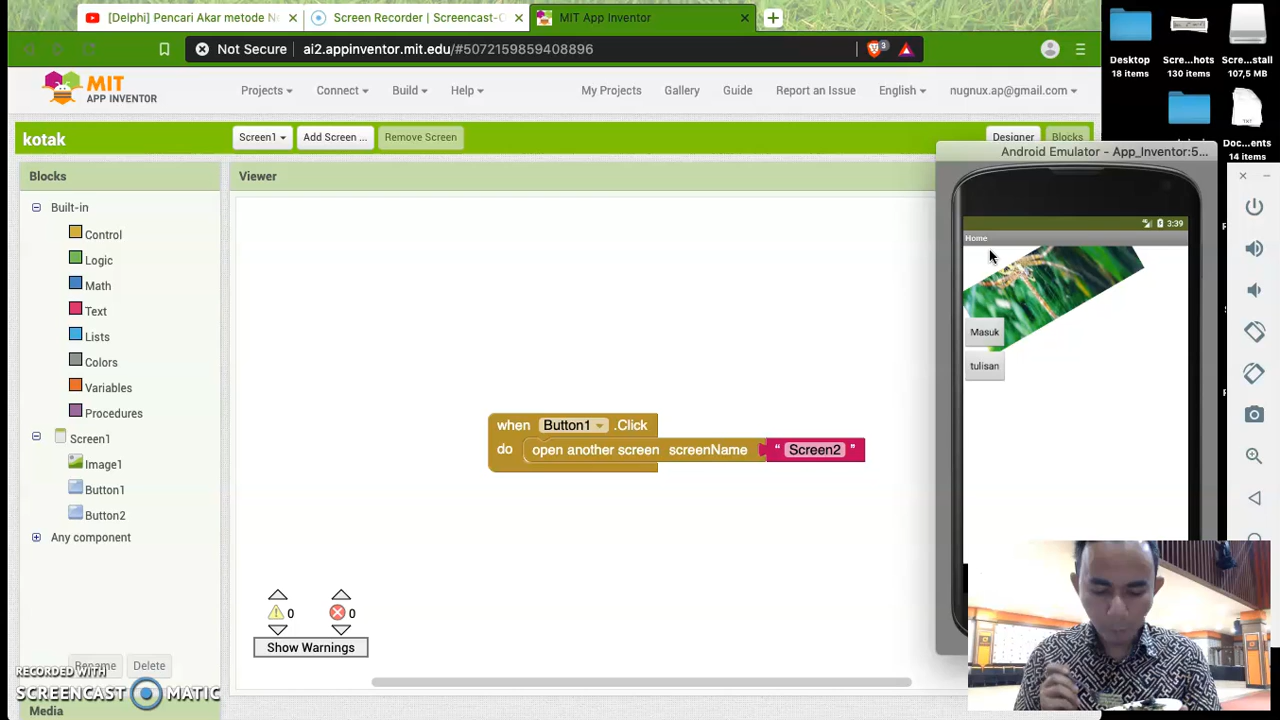 [Delphi] Pencari Akar metode N
Screen Recorder | Screencast-O
MIT App Inventor
Not Secure
ai2.appinventor.mit.edu/#5072159859408896
3
MIT
APP INVENTOR
Projects
Connect
Build
Help
My Projects
Gallery
Guide
Report an Issue
English
nugnux.ap@gmail.com
kotak
Screen1
Add Screen ...
Remove Screen
Designer
Blocks
Blocks
Viewer
Built-in
Control
Logic
Math
Text
Lists
Colors
Variables
Procedures
Screen1
Image1
Button1
Button2
Any component
Rename
Delete
Media
when Button1 .Click
do open another screen screenName “ Screen2 ”
0
0
Show Warnings
Android Emulator - App_Inventor:5...
3:39
Home
Masuk
tulisan
Desktop
18 items
Scre...hots
130 items
Scre...stall
107,5 MB
TXT
Doc...ents
14 items
RECORDED WITH
SCREENCAST MATIC